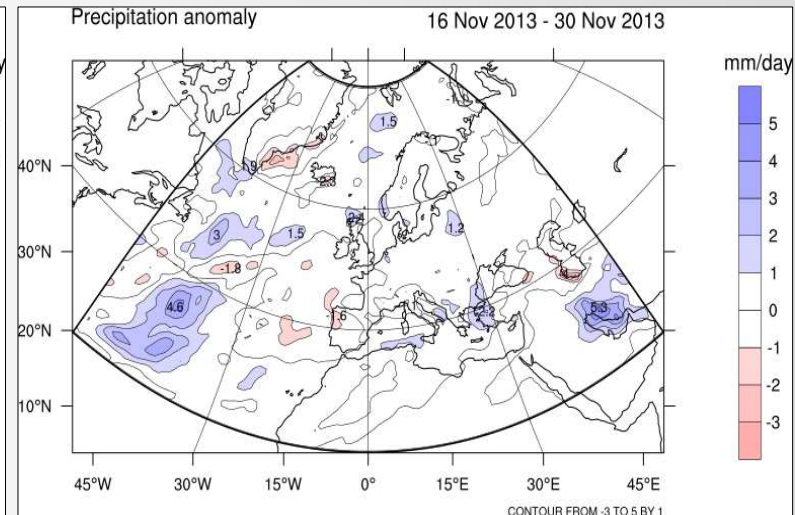 Precipitation anomaly
16 Nov 2013 - 30 Nov 2013
mm/day
y
1.5
40°N
3
1.5
1.2
30°N
-1.8
4.6
5.3
20°N
10°N
45°W
30°W
15°W
0°
15°E
30°E
45°E
5
4
3
2
1
0
-1
-2
-3
CONTOUR FROM -3 TO 5 BY 1